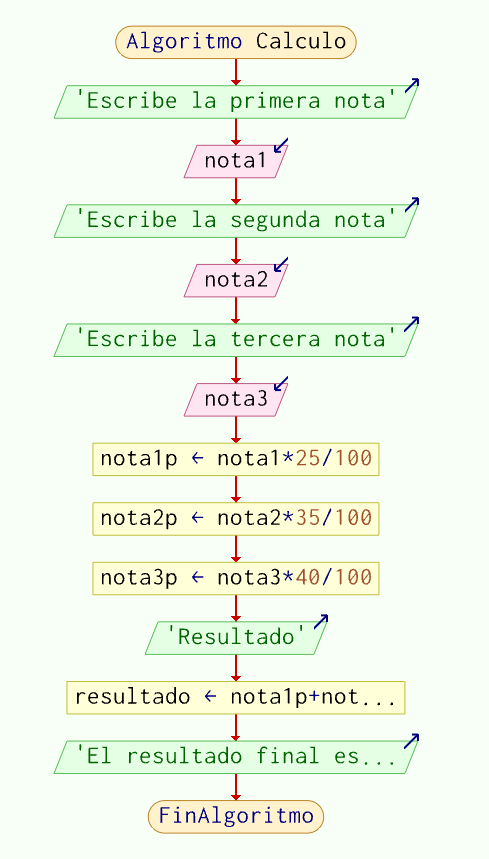 Algoritmo Calculo
'Escribe la primera nota'
nota1
'Escribe la segunda nota'
nota2
'Escribe la tercera nota'
nota3
nota1p ← nota1*25/100
nota2p ← nota2*35/100
nota3p ← nota3*40/100
'Resultado'
resultado ← nota1p+not...
'El resultado final es...
FinAlgoritmo